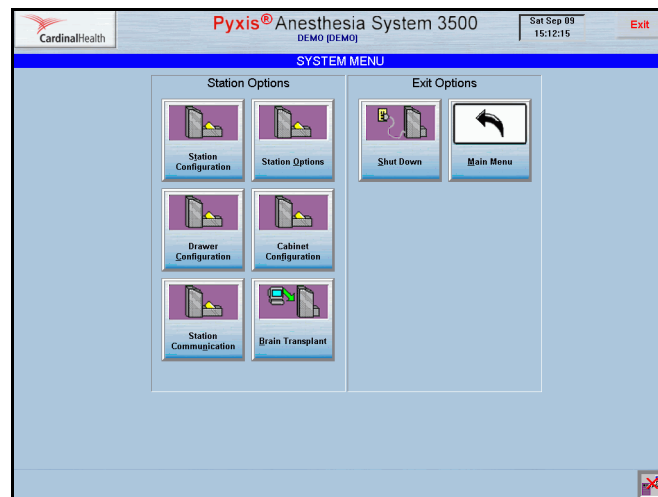 CardinalHealth
Pyxis® Anesthesia System 3500
DEMO [DEMO]
Sat Sep 09
15:12:15
Exit
SYSTEM MENU
Station Options
Exit Options
Station
Configuration
Station Options
Shut Down
Main Menu
Drawer
Configuration
Cabinet
Configuration
Station
Communication
Brain Transplant